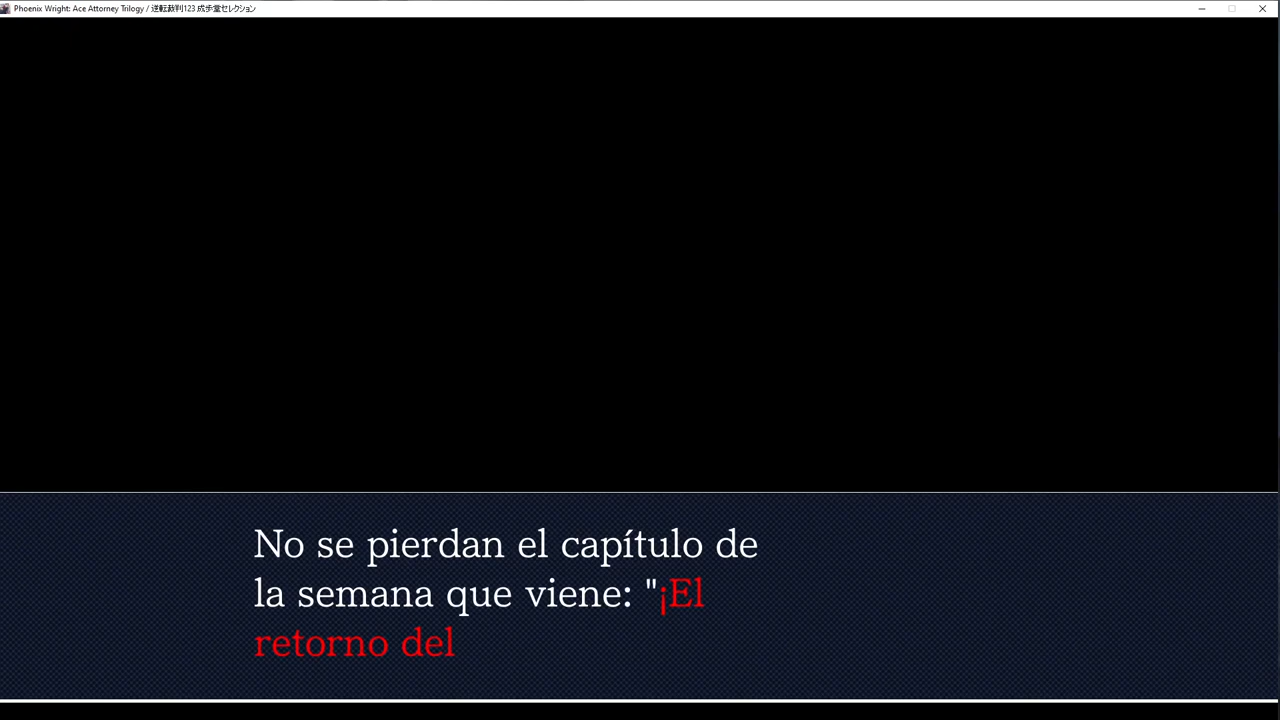 Phoenix Wright: Ace Attorney Trilogy / 逆転裁判123 成歩堂セレクション
No se pierdan el capítulo de
la semana que viene: "¡El
retorno del